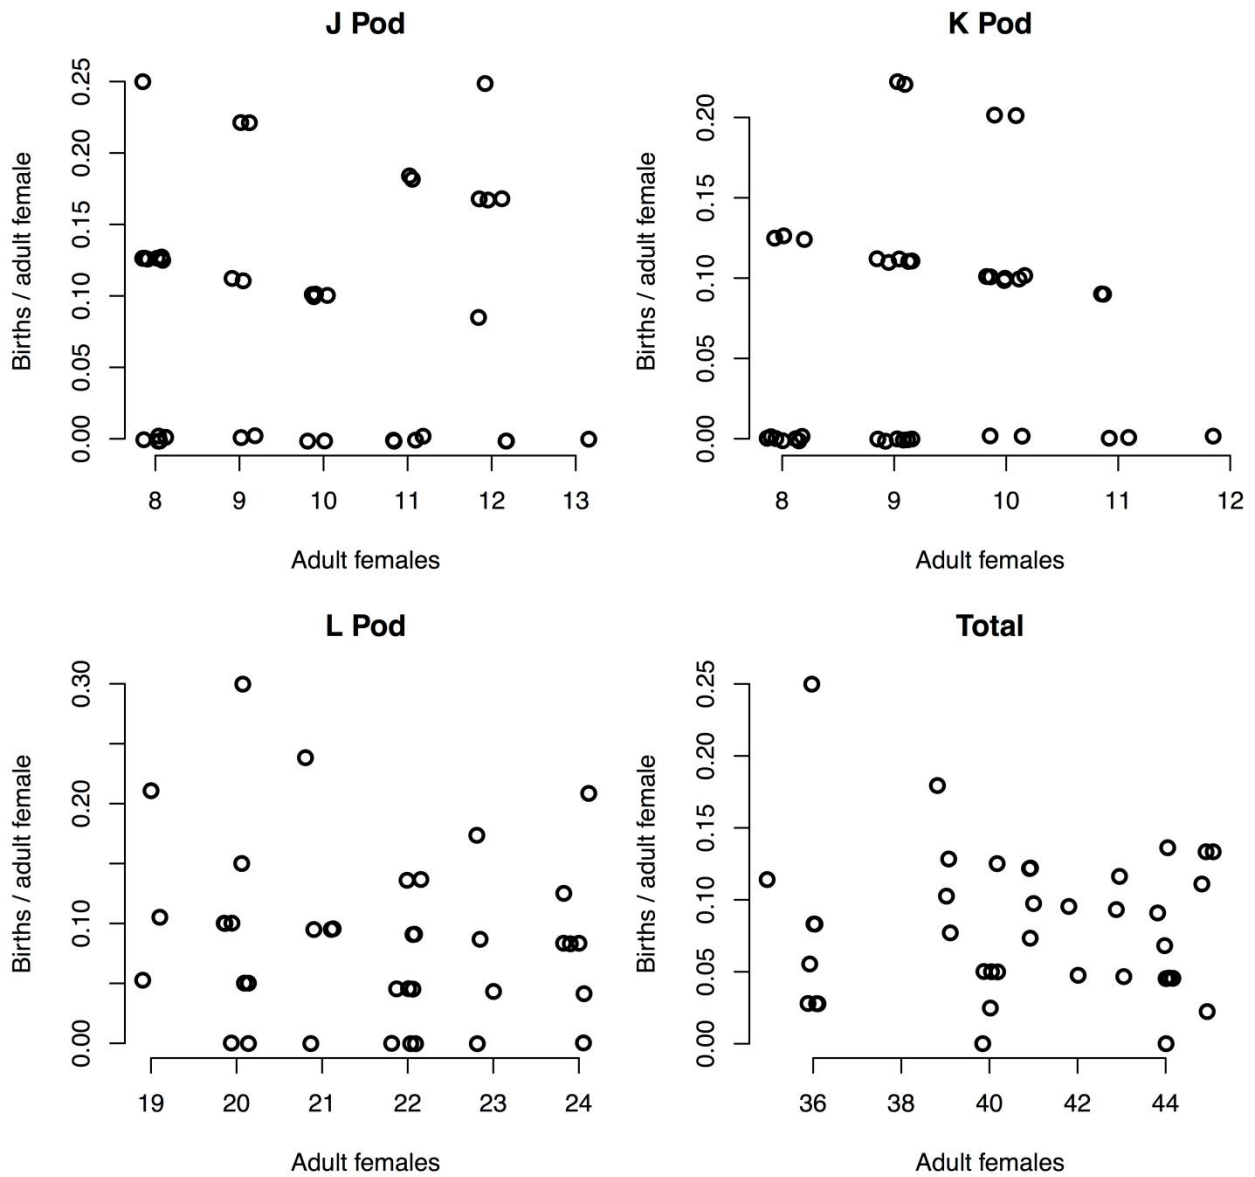 J Pod
Births / adult female
0.00 0.05 0.10 0.15 0.20 0.25
8 9 10 11 12 13
Adult females
K Pod
Births / adult female
0.00 0.05 0.10 0.15 0.20
8 9 10 11 12
Adult females
L Pod
Births / adult female
0.00 0.10 0.20 0.30
19 20 21 22 23 24
Adult females
Total
Births / adult female
0.00 0.05 0.10 0.15 0.20 0.25
36 38 40 42 44
Adult females